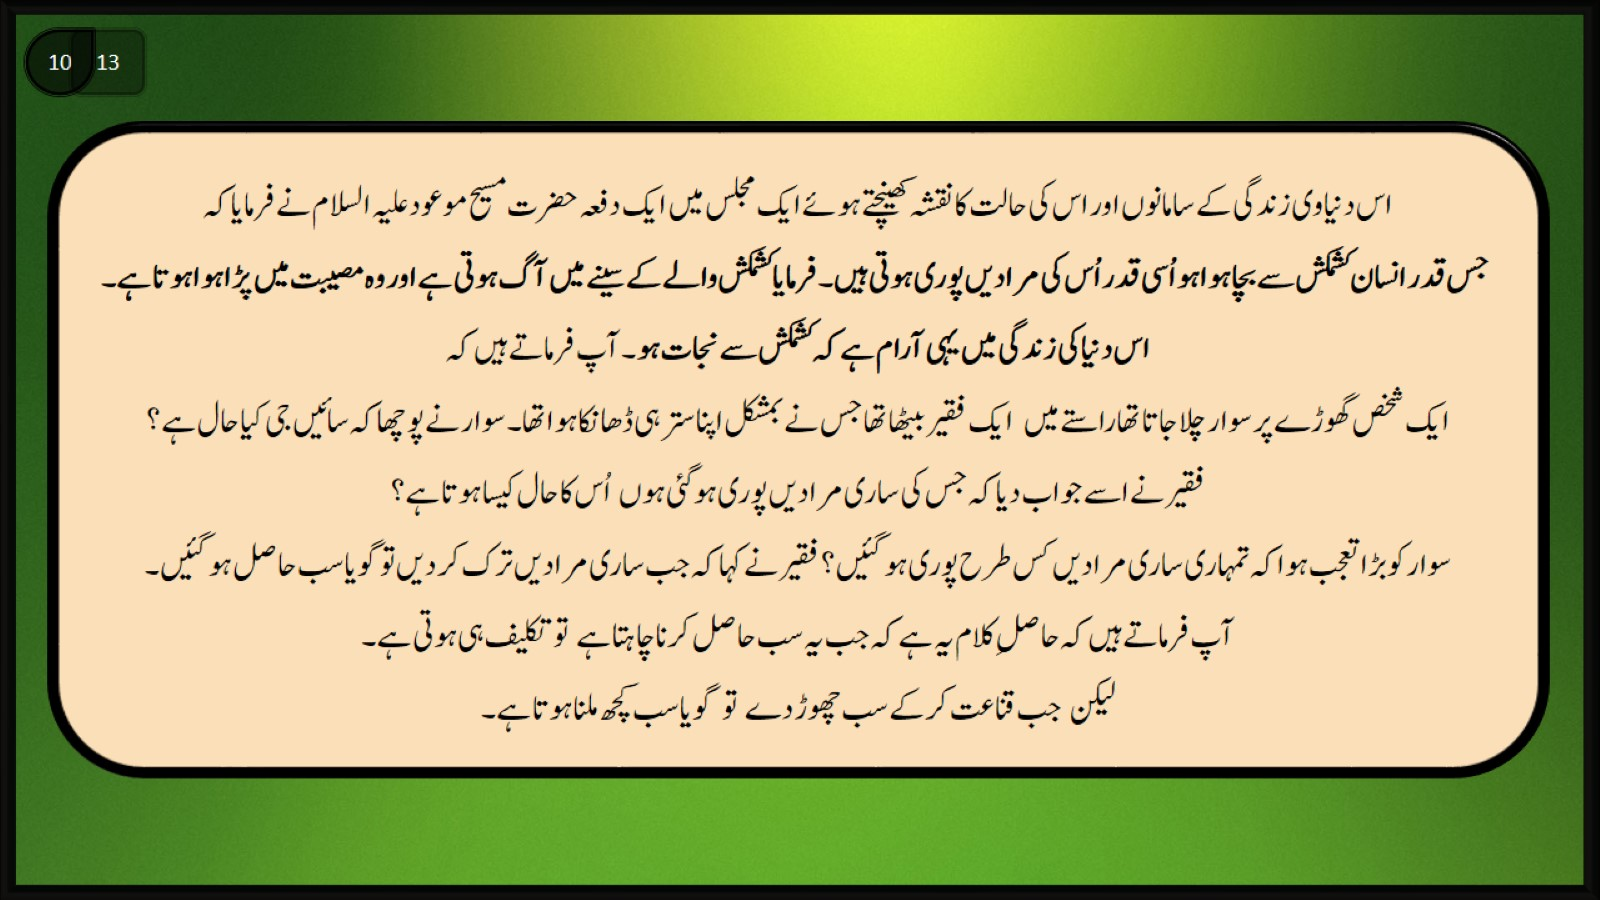 10 13
اس دنیاوی زندگی کے سامانوں اور اس کی حالت کا نقشہ کھینچتے ہوئے ایک مجلس میں ایک دفعہ حضرت مسیح موعود علیہ السلام نے فرمایا کہ
جس قدر انسان کشمکش سے بچا ہوا ہو اُسی قدر اُس کی مرادیں پوری ہوتی ہیں۔ فرمایا کشمکش والے کے سینے میں آگ ہوتی ہے اور وہ مصیبت میں پڑا ہوا ہوتا ہے۔
اس دنیا کی زندگی میں یہی آرام ہے کہ کشمکش سے نجات ہو۔ آپ فرماتے ہیں کہ
ایک شخص گھوڑے پر سوار چلا جاتا تھا راستے میں ایک فقیر بیٹھا تھا جس نے بمشکل اپنا ستر ہی ڈھانکا ہوا تھا۔ سوار نے پوچھا کہ سائیں جی کیا حال ہے؟
فقیر نے اسے جواب دیا کہ جس کی ساری مرادیں پوری ہو گئی ہوں اُس کا حال کیسا ہوتا ہے؟
سوار کو بڑا تعجب ہوا کہ تمہاری ساری مرادیں کس طرح پوری ہو گئیں؟ فقیر نے کہا کہ جب ساری مرادیں ترک کر دیں تو گویا سب حاصل ہو گئیں۔
آپ فرماتے ہیں کہ حاصلِ کلام یہ ہے کہ جب یہ سب حاصل کرنا چاہتا ہے تو تکلیف ہی ہوتی ہے۔
لیکن جب قناعت کر کے سب چھوڑ دے تو گویا سب کچھ ملنا ہوتا ہے۔